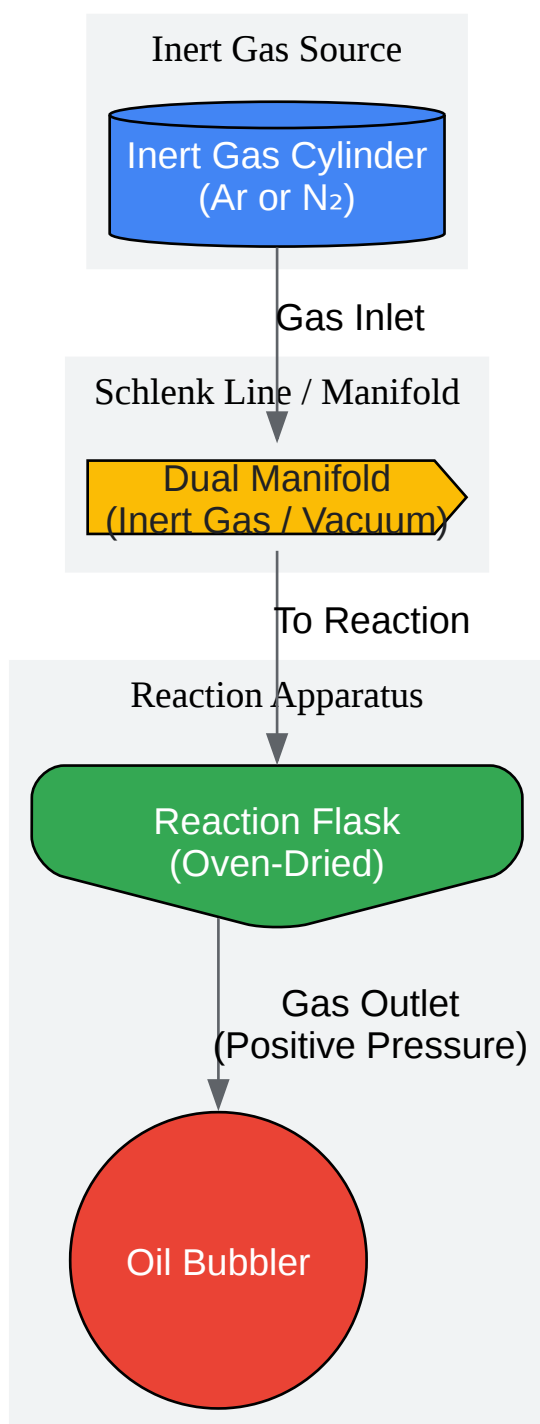 Inert Gas Source
Inert Gas Cylinder
(Ar or N₂)
Gas Inlet
Schlenk Line / Manifold
Dual Manifold
(Inert Gas / Vacuum)
To Reaction
Reaction Apparatus
Reaction Flask
(Oven-Dried)
Gas Outlet
(Positive Pressure)
Oil Bubbler